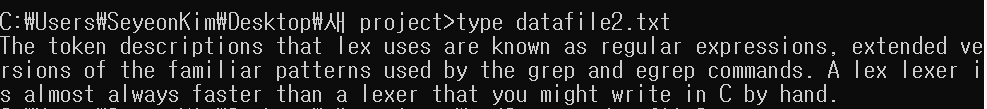 C:₩Users₩SeyeonKim₩Desktop₩새 project>type datafile2.txt
The token descriptions that lex uses are known as regular expressions, extended ve
rsions of the familiar patterns used by the grep and egrep commands. A lex lexer i
s almost always faster than a lexer that you might write in C by hand.